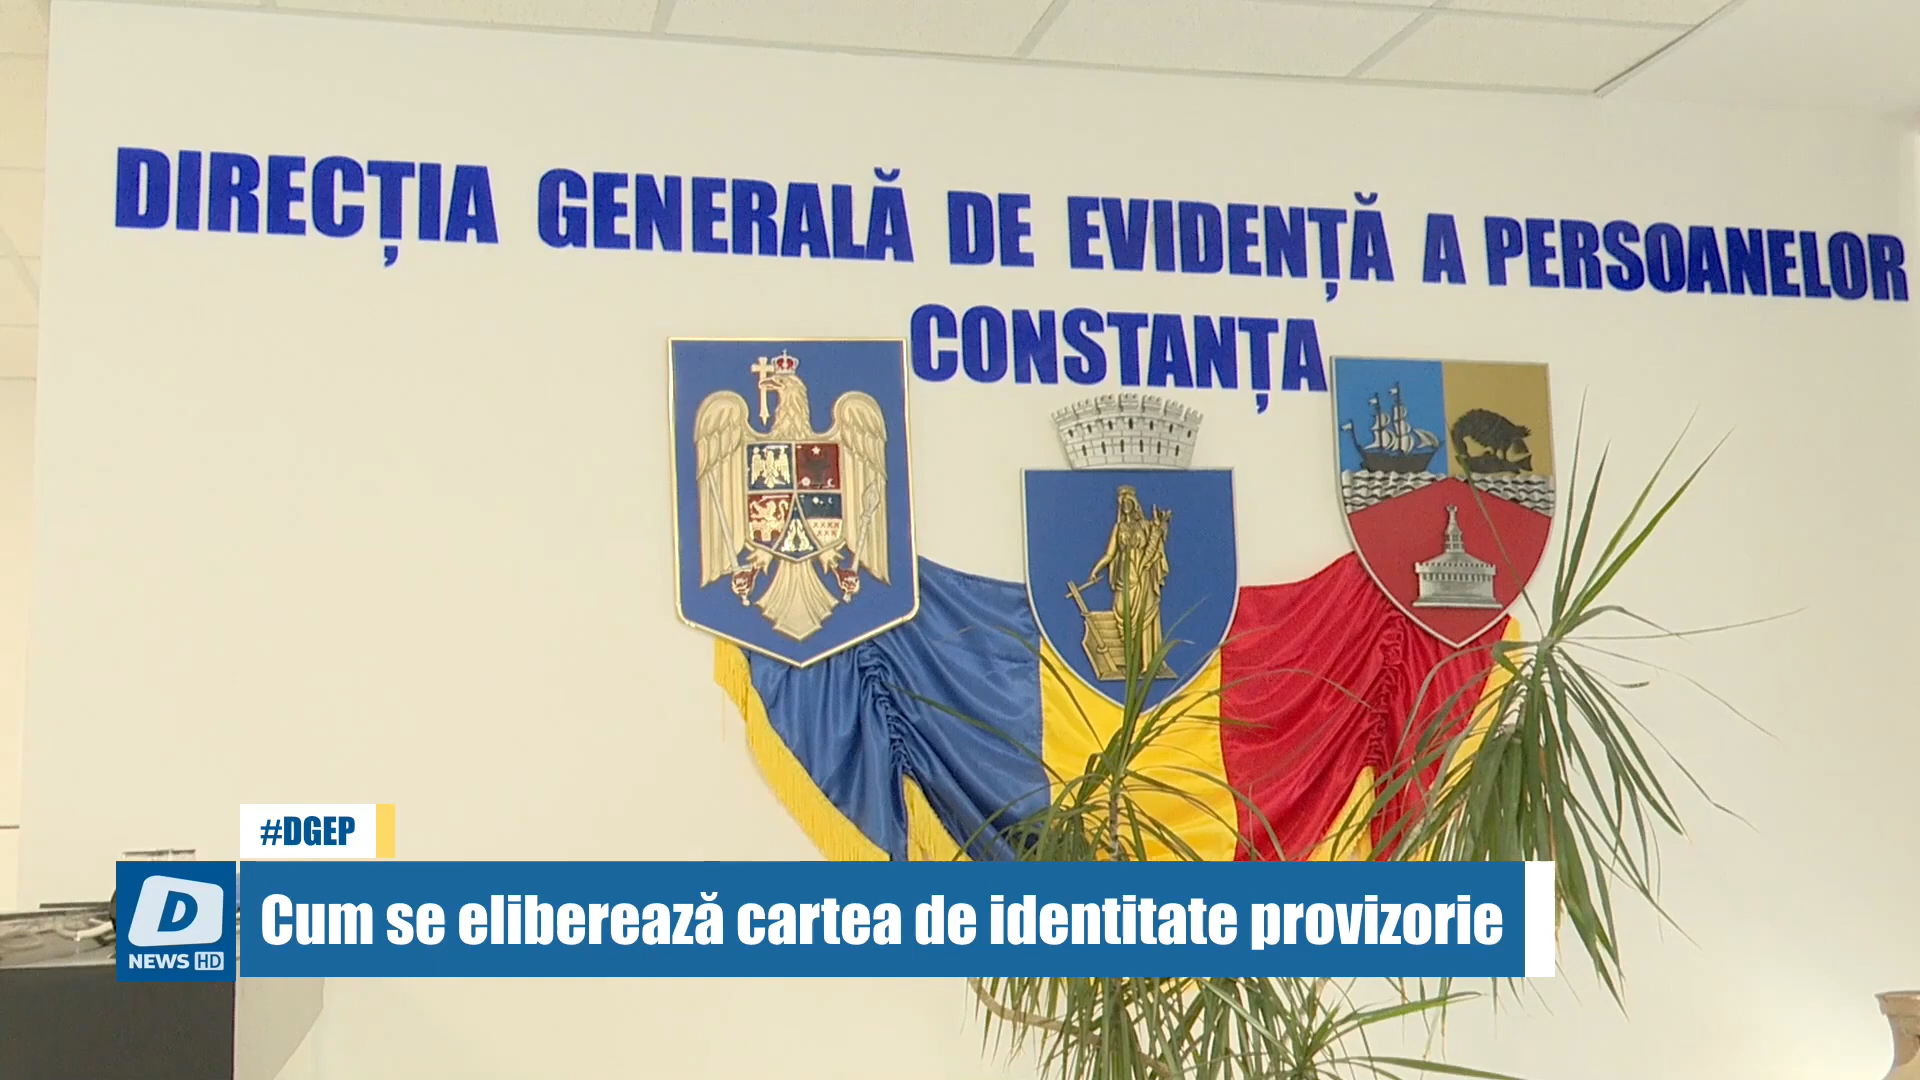 DIRECȚIA GENERALĂ DE EVIDENȚĂ A PERSOANELOR
CONSTANȚA
#DGEP
D
NEWS HD
Cum se eliberează cartea de identitate provizorie